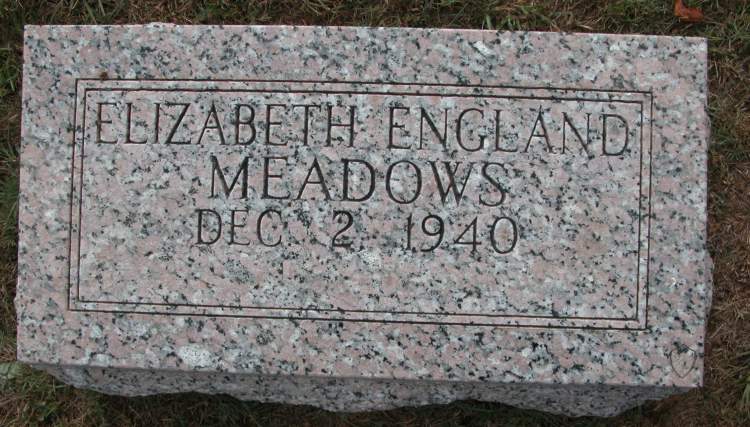 ELIZABETH ENGLAND
MEADOWS
DEC 2, 1940